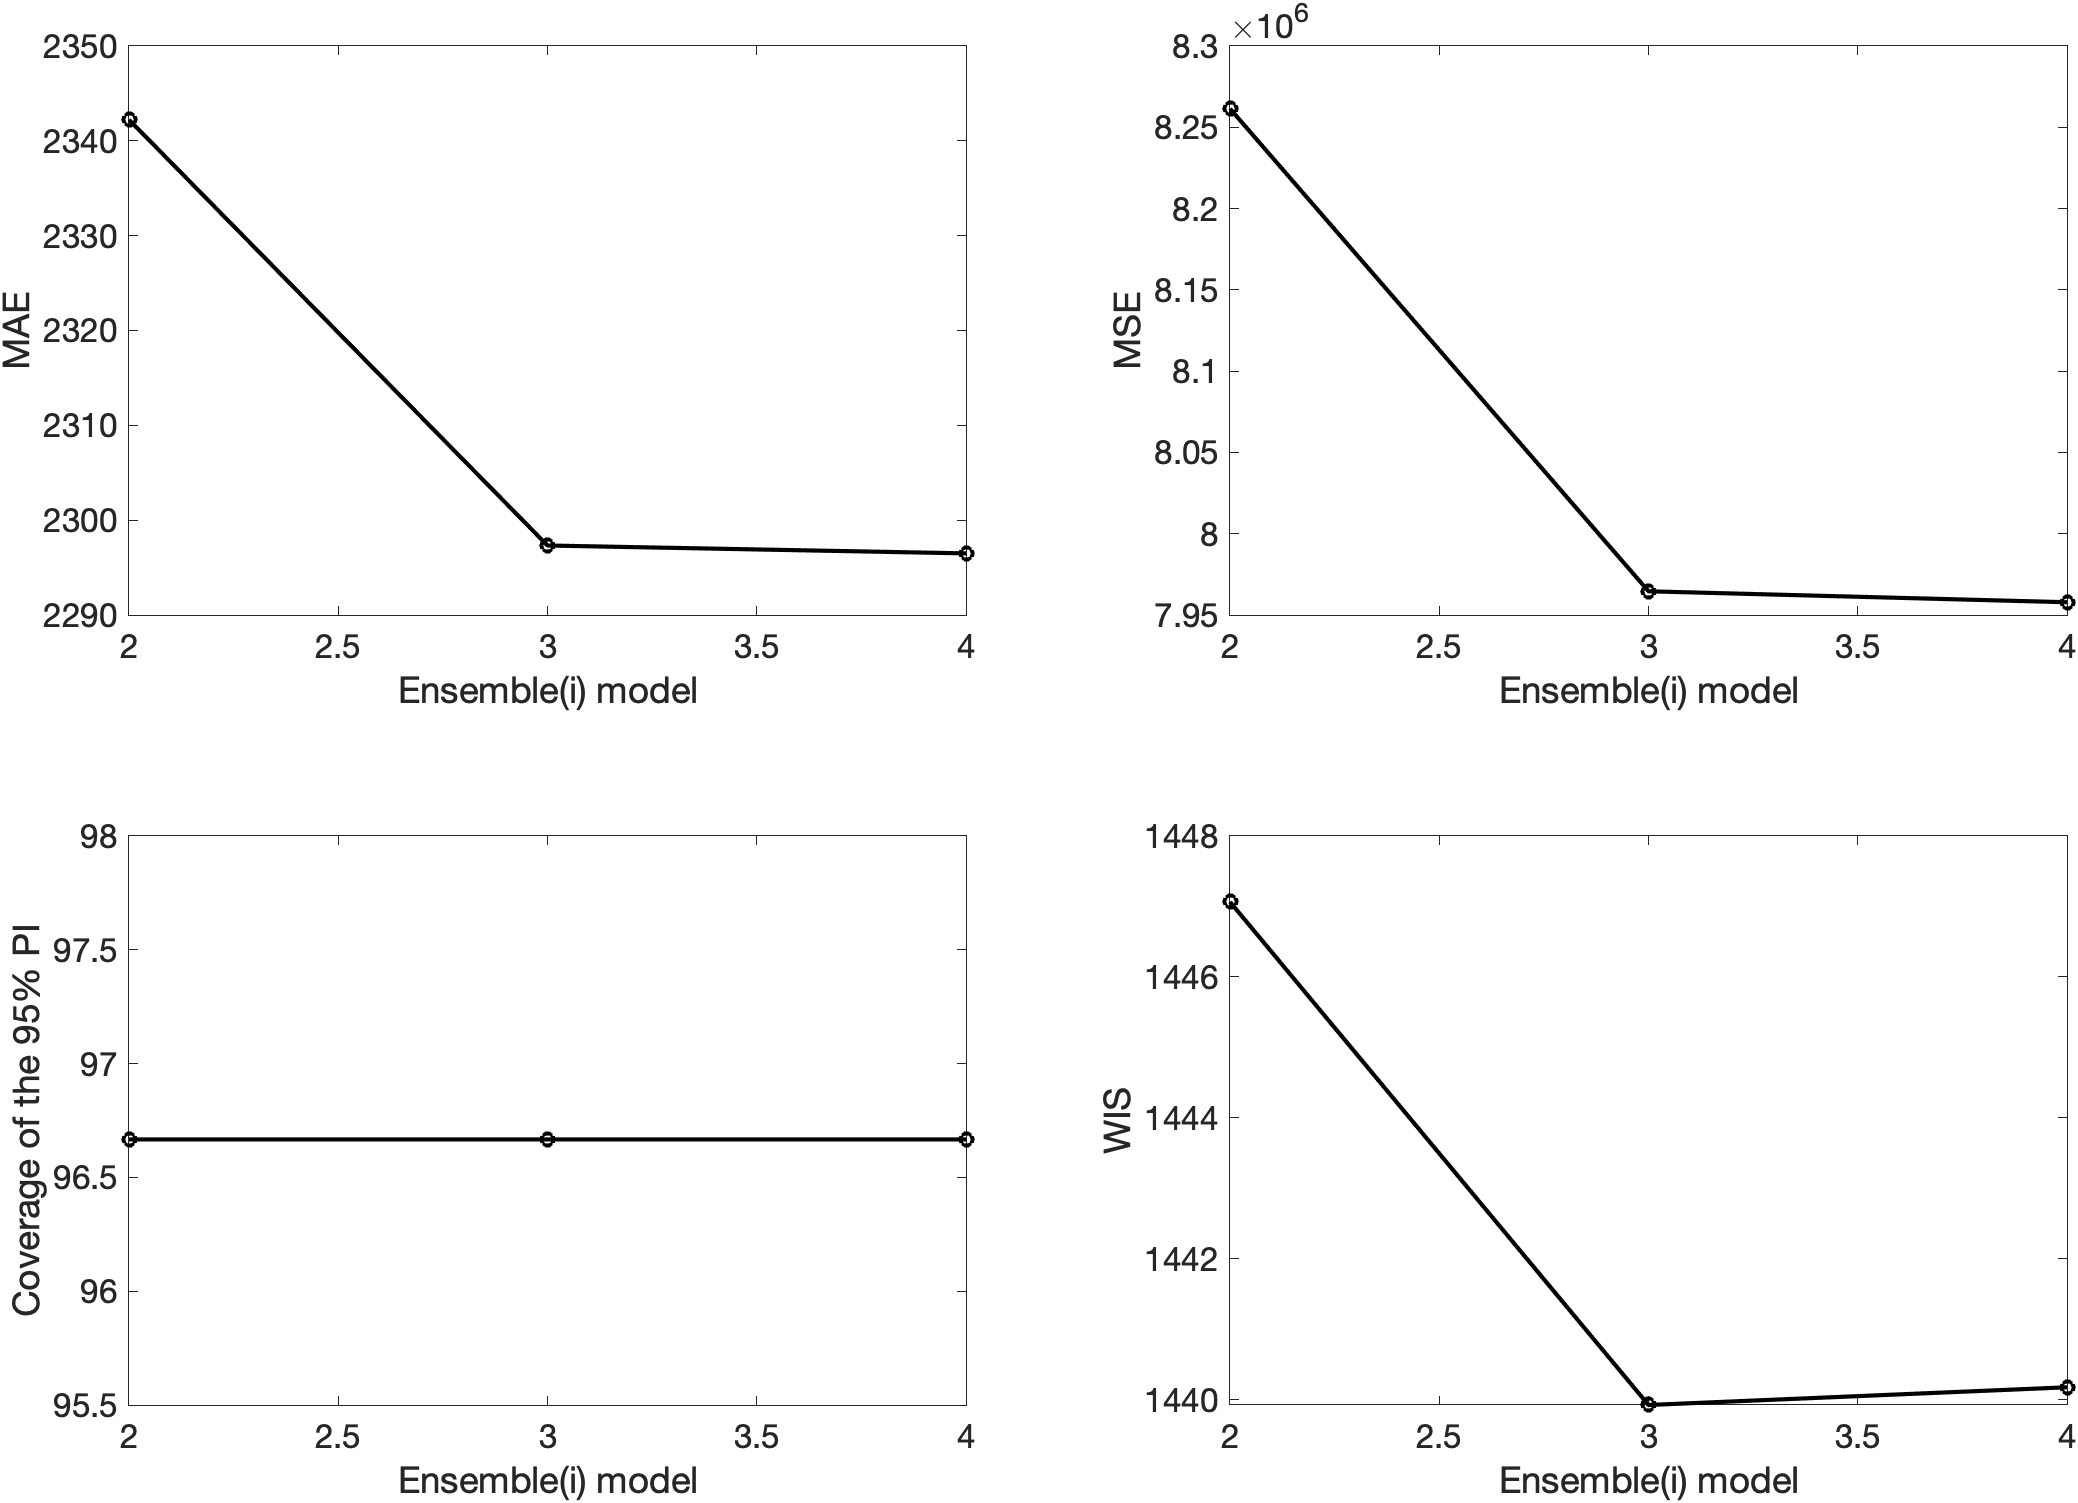 2350
2340
2330
2320
2310
2300
2290
MAE
2 2.5 3 3.5 4
Ensemble(i) model
×10^6
8.3
8.25
8.2
8.15
8.1
8.05
8
7.95
MSE
2 2.5 3 3.5 4
Ensemble(i) model
98
97.5
97
96.5
96
95.5
Coverage of the 95% PI
2 2.5 3 3.5 4
Ensemble(i) model
1448
1446
1444
1442
1440
WIS
2 2.5 3 3.5 4
Ensemble(i) model